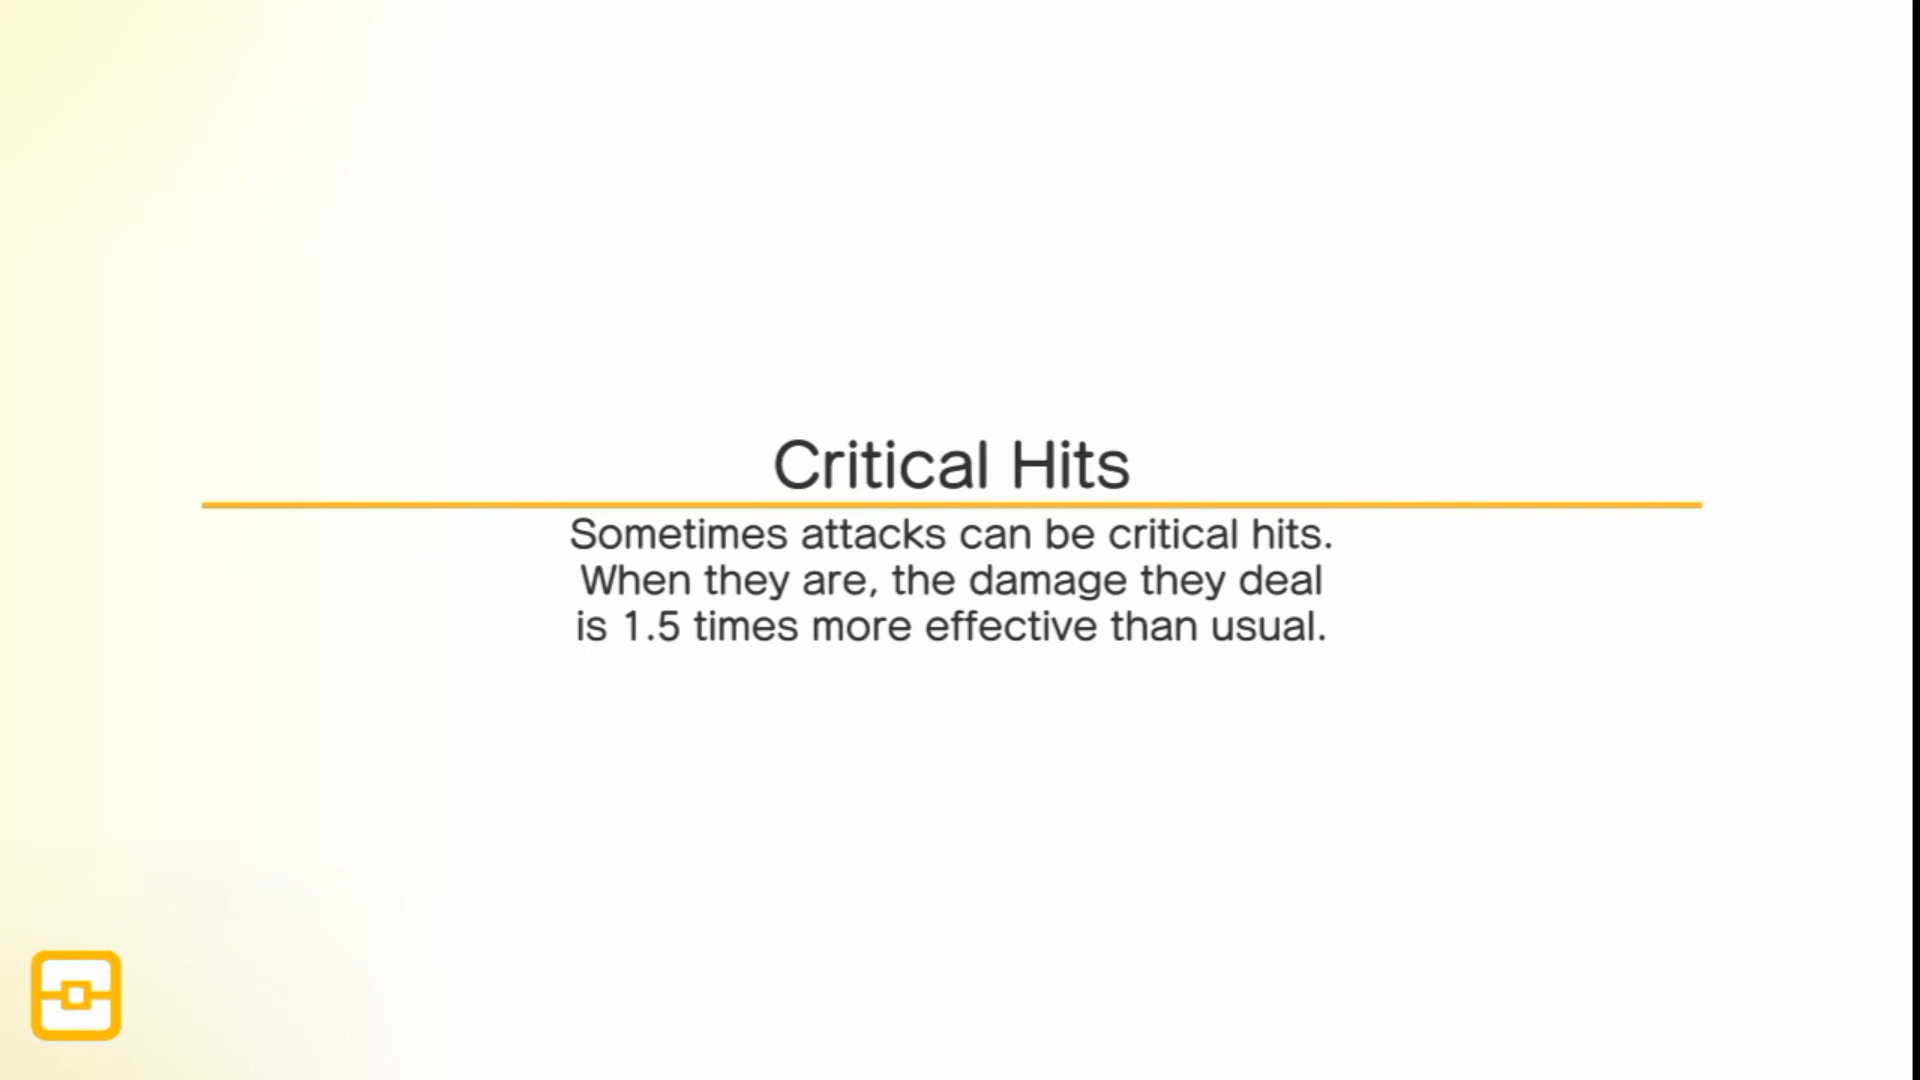 Critical Hits
Sometimes attacks can be critical hits.
When they are, the damage they deal
is 1.5 times more effective than usual.